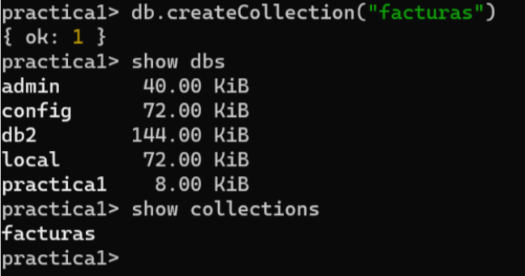 practica1> db.createCollection("facturas")
{ ok: 1 }
practica1> show dbs
admin      40.00 KiB
config     72.00 KiB
db2       144.00 KiB
local      72.00 KiB
practica1   8.00 KiB
practica1> show collections
facturas
practica1>